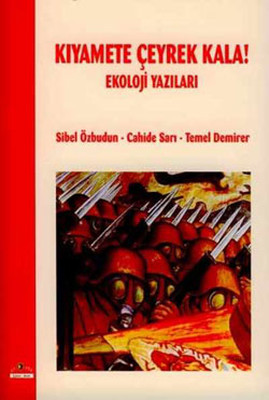 KIYAMETE ÇEYREK KALA!
EKOLOJİ YAZILARI
Sibel Özbudun - Cahide Sarı - Temel Demirer